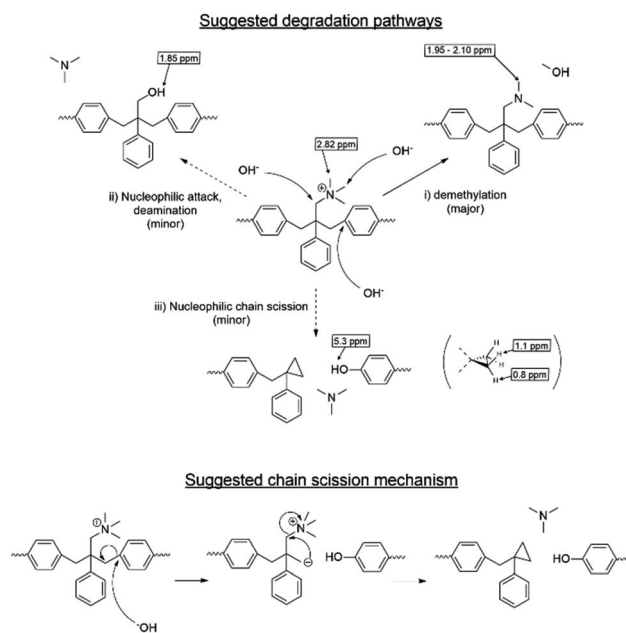 Suggested degradation pathways
N
1.85 ppm
OH
1.95 - 2.10 ppm
OH
N
2.82 ppm
OH-
OH-
N
+
ii) Nucleophilic attack,
deamination
(minor)
i) demethylation
(major)
OH-
iii) Nucleophilic chain scission
(minor)
5.3 ppm
HO
N
H
H
1.1 ppm
H
H
0.8 ppm
Suggested chain scission mechanism
N
N
+
N
HO
HO
-OH